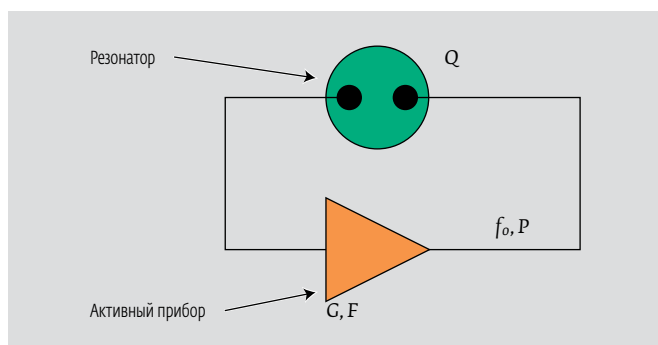 Резонатор
Q
f₀, P
Активный прибор
G, F